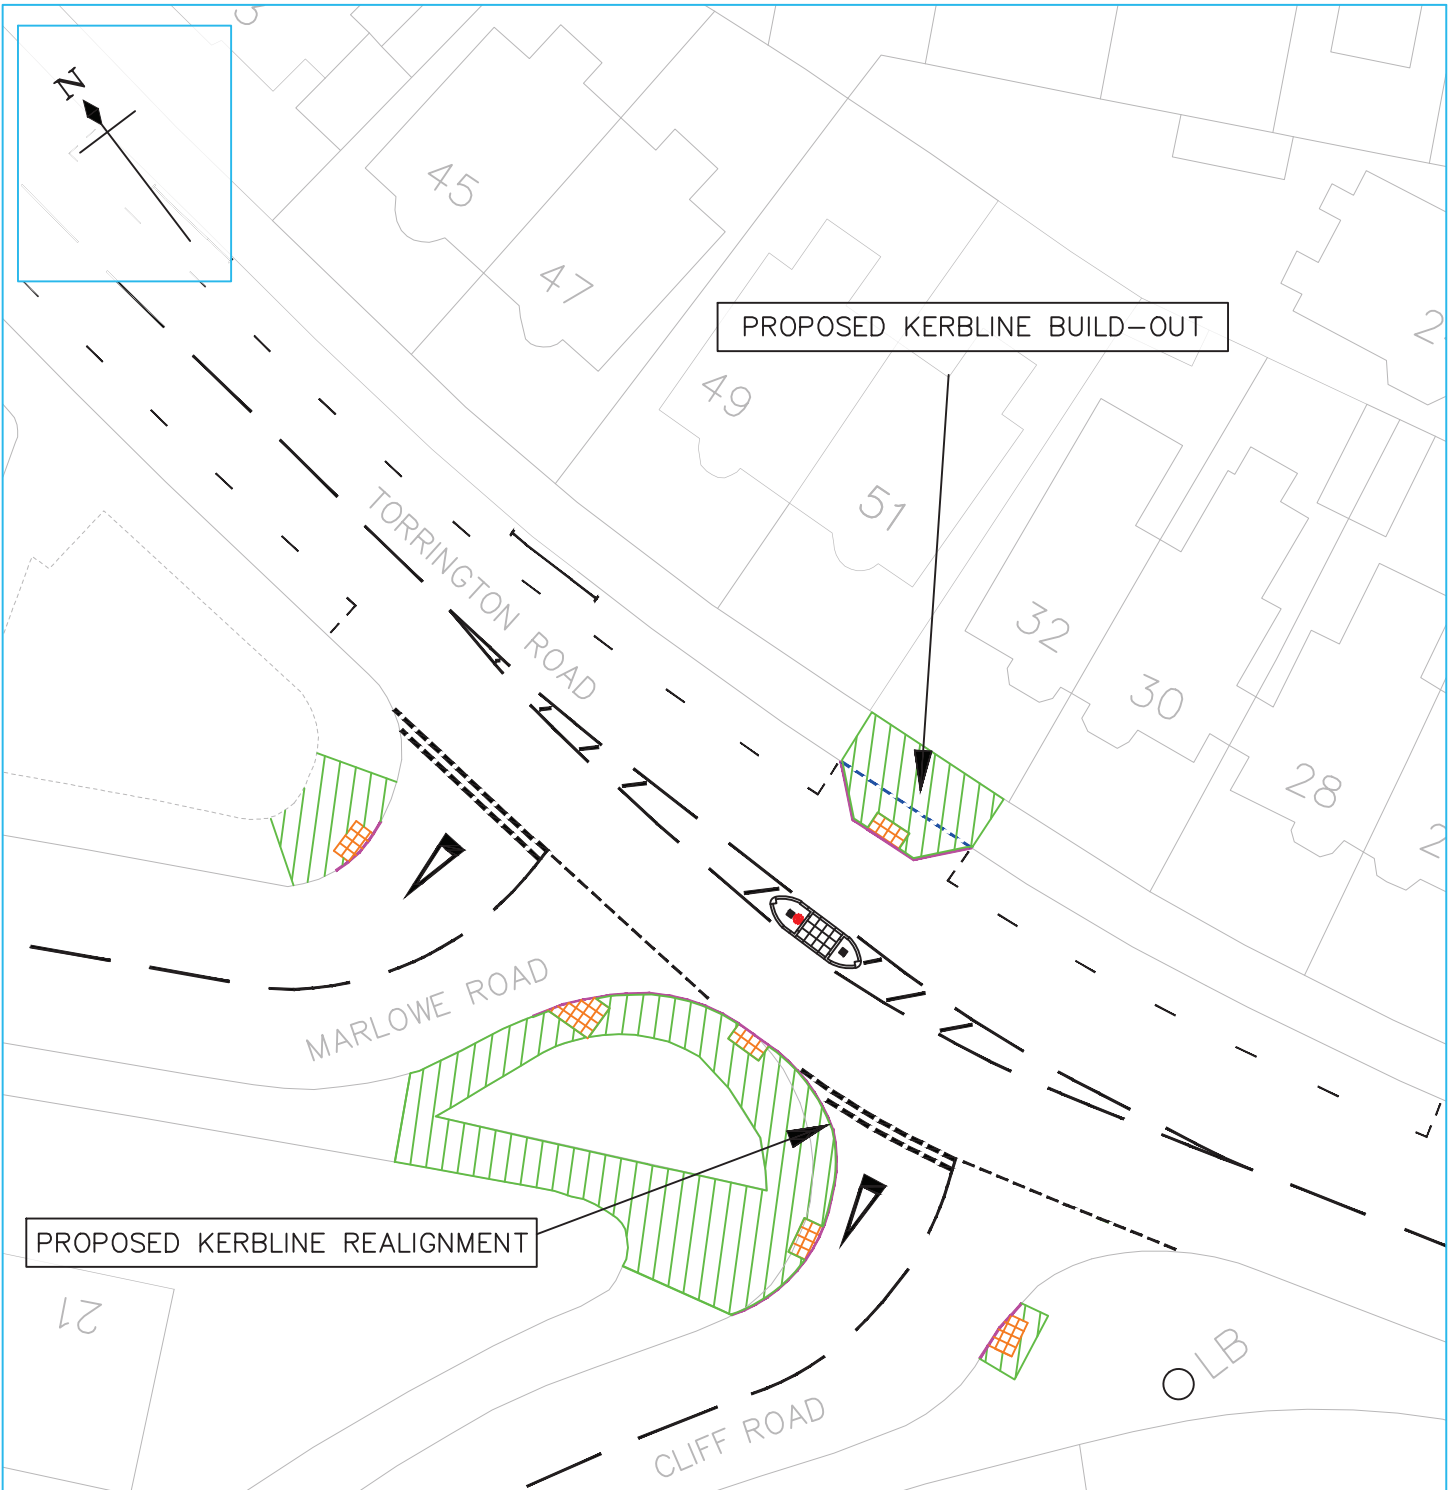 N
45
47
PROPOSED KERBLINE BUILD-OUT
49
51
TORRINGTON ROAD
32
30
28
MARLOWE ROAD
PROPOSED KERBLINE REALIGNMENT
21
LB
CLIFF ROAD